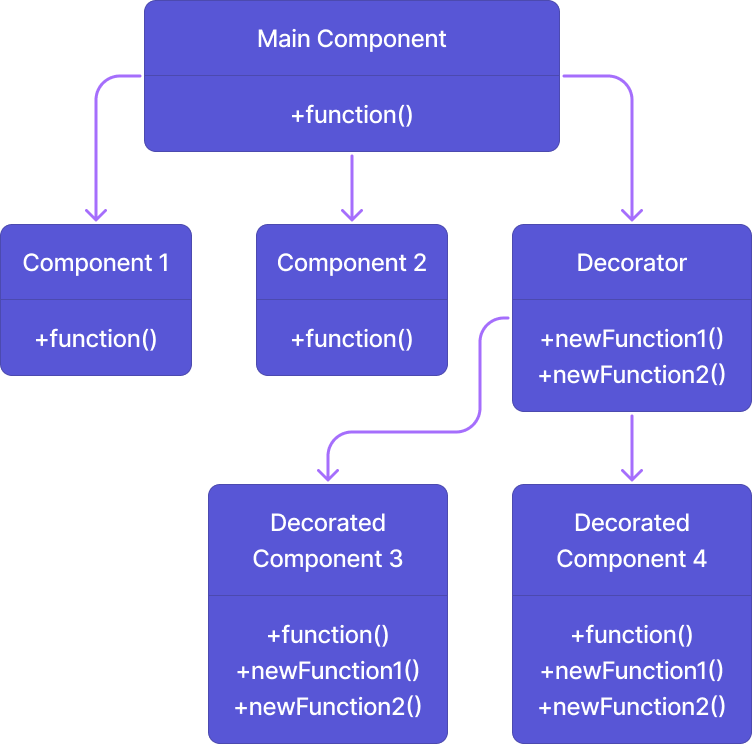 Main Component
+function()
Component 1
+function()
Component 2
+function()
Decorator
+newFunction1()
+newFunction2()
Decorated
Component 3
+function()
+newFunction1()
+newFunction2()
Decorated
Component 4
+function()
+newFunction1()
+newFunction2()